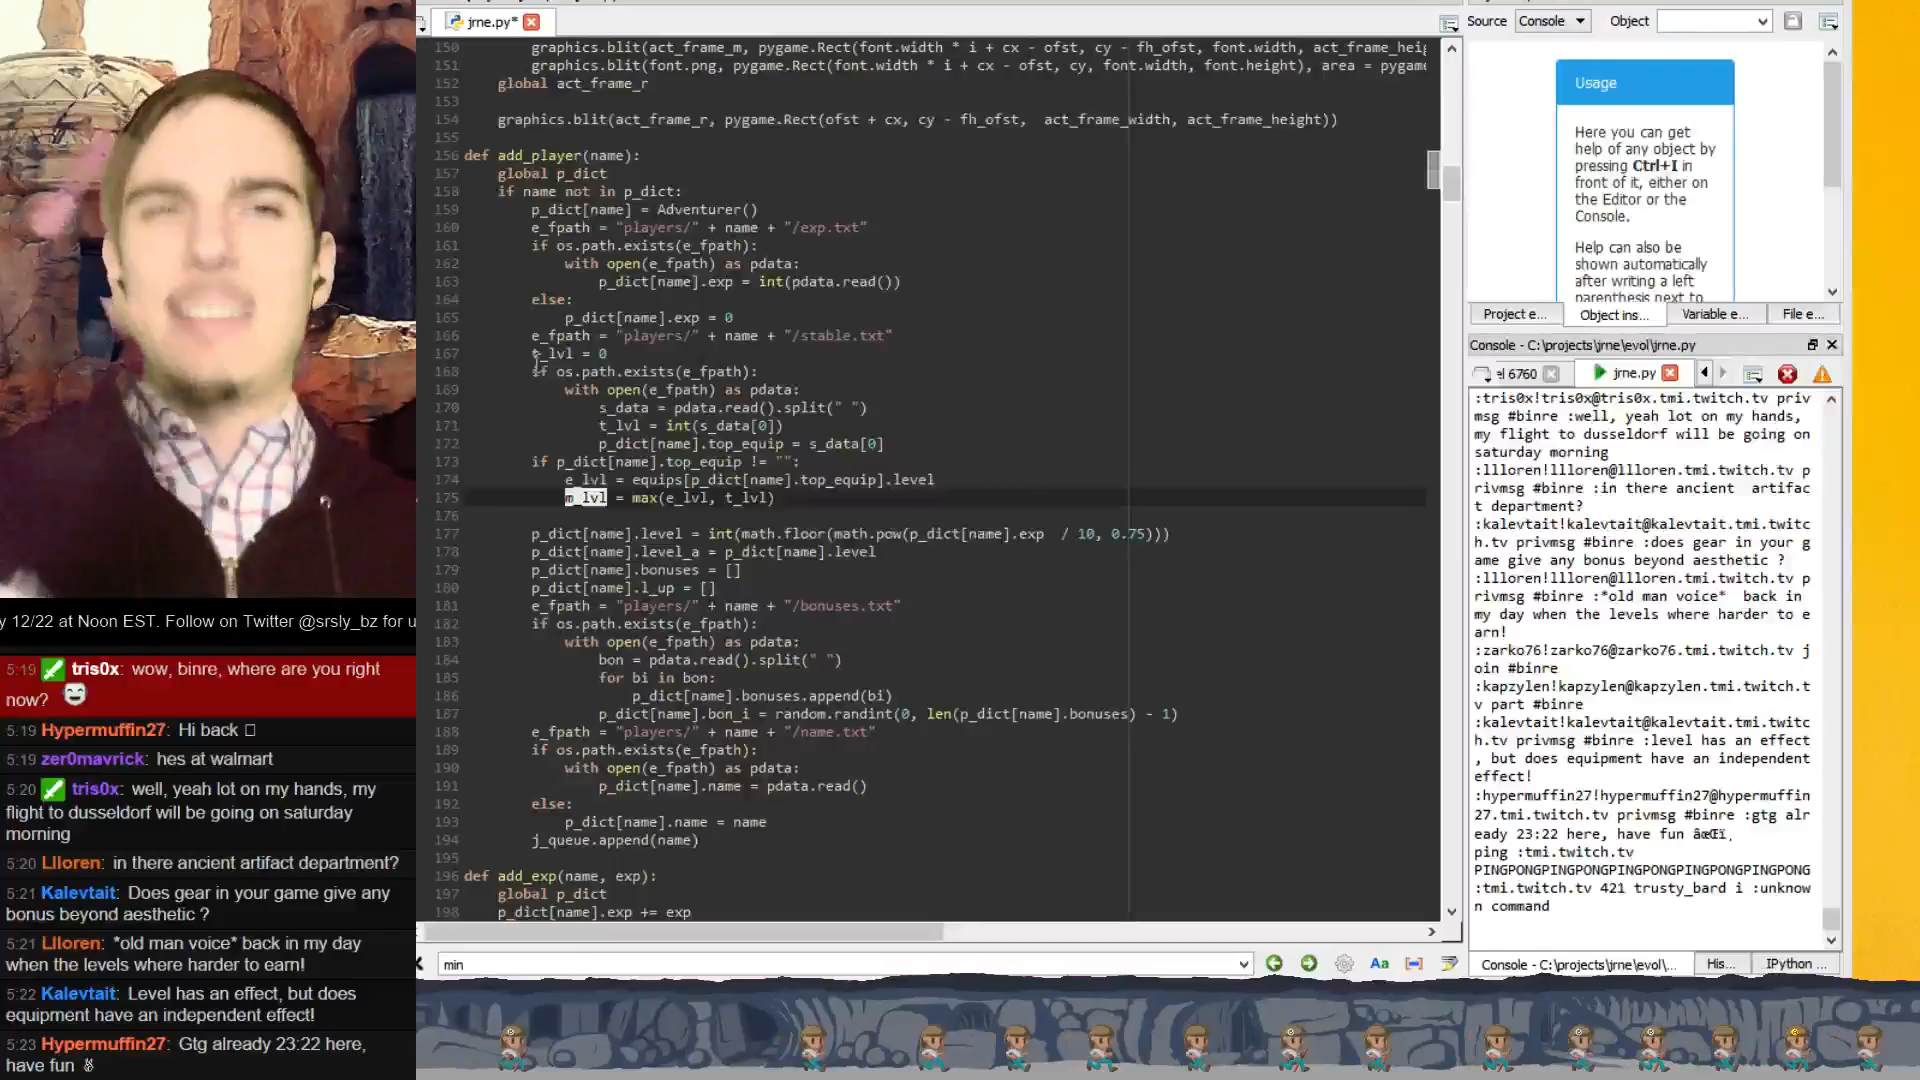 jrne.py*
150 graphics.blit(act_frame_m, pygame.Rect(font.width * i + cx - ofst, cy - fh_ofst, font.width, act_frame_hei
151 graphics.blit(font.png, pygame.Rect(font.width * i + cx - ofst, cy, font.width, font.height), area = pygame
152 global act_frame_r
153
154 graphics.blit(act_frame_r, pygame.Rect(ofst + cx, cy - fh_ofst,  act_frame_width, act_frame_height))
155
156 def add_player(name):
157 global p_dict
158 if name not in p_dict:
159 p_dict[name] = Adventurer()
160 e_fpath = "players/" + name + "/exp.txt"
161 if os.path.exists(e_fpath):
162 with open(e_fpath) as pdata:
163 p_dict[name].exp = int(pdata.read())
164 else:
165 p_dict[name].exp = 0
166 e_fpath = "players/" + name + "/stable.txt"
167 t_lvl = 0
168 if os.path.exists(e_fpath):
169 with open(e_fpath) as pdata:
170 s_data = pdata.read().split(" ")
171 t_lvl = int(s_data[0])
172 p_dict[name].top_equip = s_data[0]
173 if p_dict[name].top_equip != "":
174 e_lvl = equips[p_dict[name].top_equip].level
175 m_lvl = max(e_lvl, t_lvl)
176
177 p_dict[name].level = int(math.floor(math.pow(p_dict[name].exp  / 10, 0.75)))
178 p_dict[name].level_a = p_dict[name].level
179 p_dict[name].bonuses = []
180 p_dict[name].l_up = []
181 e_fpath = "players/" + name + "/bonuses.txt"
182 if os.path.exists(e_fpath):
183 with open(e_fpath) as pdata:
184 bon = pdata.read().split(" ")
185 for bi in bon:
186 p_dict[name].bonuses.append(bi)
187 p_dict[name].bon_i = random.randint(0, len(p_dict[name].bonuses) - 1)
188 e_fpath = "players/" + name + "/name.txt"
189 if os.path.exists(e_fpath):
190 with open(e_fpath) as pdata:
191 p_dict[name].name = pdata.read()
192 else:
193 p_dict[name].name = name
194 j_queue.append(name)
195
196 def add_exp(name, exp):
197 global p_dict
198 p_dict[name].exp += exp
min
Aa
Source Console Object
Usage
Here you can get
help of any object by
pressing Ctrl+I in
front of it, either on
the Editor or the
Console.
Help can also be
shown automatically
after writing a left
parenthesis next to
Project e... Object ins... Variable e... File e...
Console - C:\projects\jrne\evol\jrne.py
el 6760 jrne.py
:tris0x!tris0x@tris0x.tmi.twitch.tv priv
msg #binre :well, yeah lot on my hands,
my flight to dusseldorf will be going on
saturday morning
:llloren!llloren@llloren.tmi.twitch.tv p
rivmsg #binre :in there ancient  artifac
t department?
:kalevtait!kalevtait@kalevtait.tmi.twitc
h.tv privmsg #binre :does gear in your g
ame give any bonus beyond aesthetic ?
:llloren!llloren@llloren.tmi.twitch.tv p
rivmsg #binre :*old man voice*  back in
my day when the levels where harder to e
arn!
:zarko76!zarko76@zarko76.tmi.twitch.tv j
oin #binre
:kapzylen!kapzylen@kapzylen.tmi.twitch.t
v part #binre
:kalevtait!kalevtait@kalevtait.tmi.twitc
h.tv privmsg #binre :level has an effect
, but does equipment have an independent
effect!
:hypermuffin27!hypermuffin27@hypermuffin
27.tmi.twitch.tv privmsg #binre :gtg alr
eady 23:22 here, have fun
ping :tmi.twitch.tv
PINGPONGPINGPONGPINGPONGPINGPONGPINGPONG
:tmi.twitch.tv 421 trusty_bard i :unknow
n command
Console - C:\projects\jrne\evol\... His... IPython ...
y 12/22 at Noon EST. Follow on Twitter @srsly_bz for u
5:19 tris0x: wow, binre, where are you right
now?
5:19 Hypermuffin27: Hi back
5:19 zer0mavrick: hes at walmart
5:20 tris0x: well, yeah lot on my hands, my
flight to dusseldorf will be going on saturday
morning
5:20 Llloren: in there ancient artifact department?
5:21 Kalevtait: Does gear in your game give any
bonus beyond aesthetic ?
5:21 Llloren: *old man voice* back in my day
when the levels where harder to earn!
5:22 Kalevtait: Level has an effect, but does
equipment have an independent effect!
5:23 Hypermuffin27: Gtg already 23:22 here,
have fun ✌